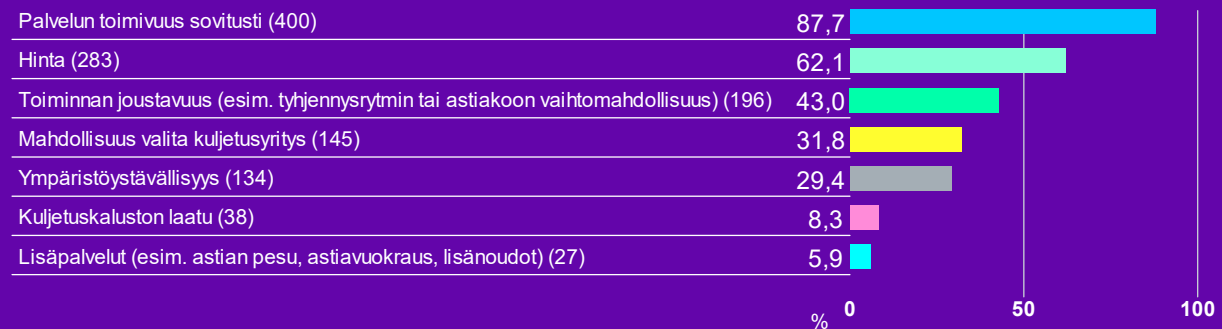 Palvelun toimivuus sovitusti (400) 87,7
Hinta (283) 62,1
Toiminnan joustavuus (esim. tyhjennysrytmin tai astiakoon vaihtomahdollisuus) (196) 43,0
Mahdollisuus valita kuljetusyritys (145) 31,8
Ympäristöystävällisyys (134) 29,4
Kuljetuskaluston laatu (38) 8,3
Lisäpalvelut (esim. astian pesu, astiavuokraus, lisänoudot) (27) 5,9
% 0 50 100